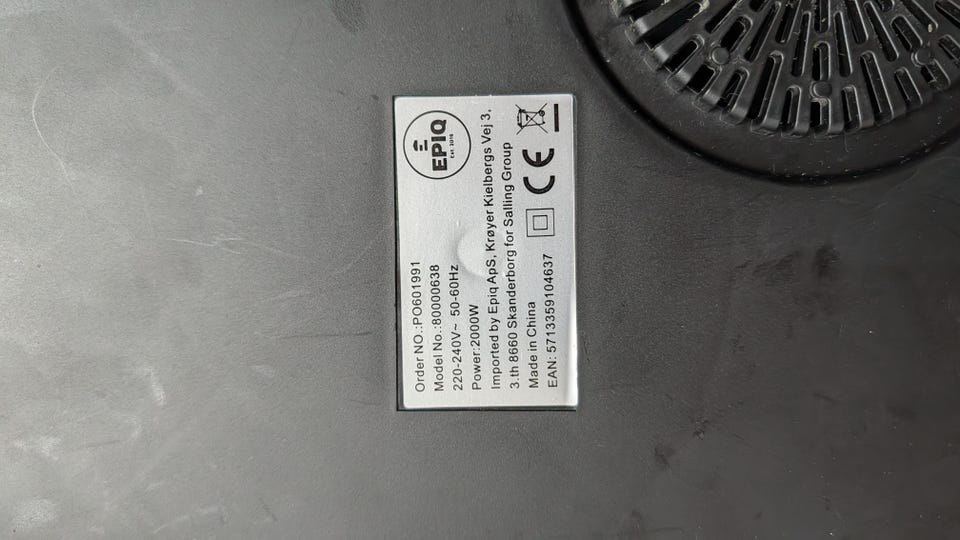 EPIQ
Est. 2016
Order NO.:PO601991
Model No.:80000638
220-240V~ 50-60Hz
Power:2000W
Imported by Epiq ApS, Krøyer Kielbergs Vej 3,
3.th 8660 Skanderborg for Salling Group
Made in China
EAN: 5713359104637
CE